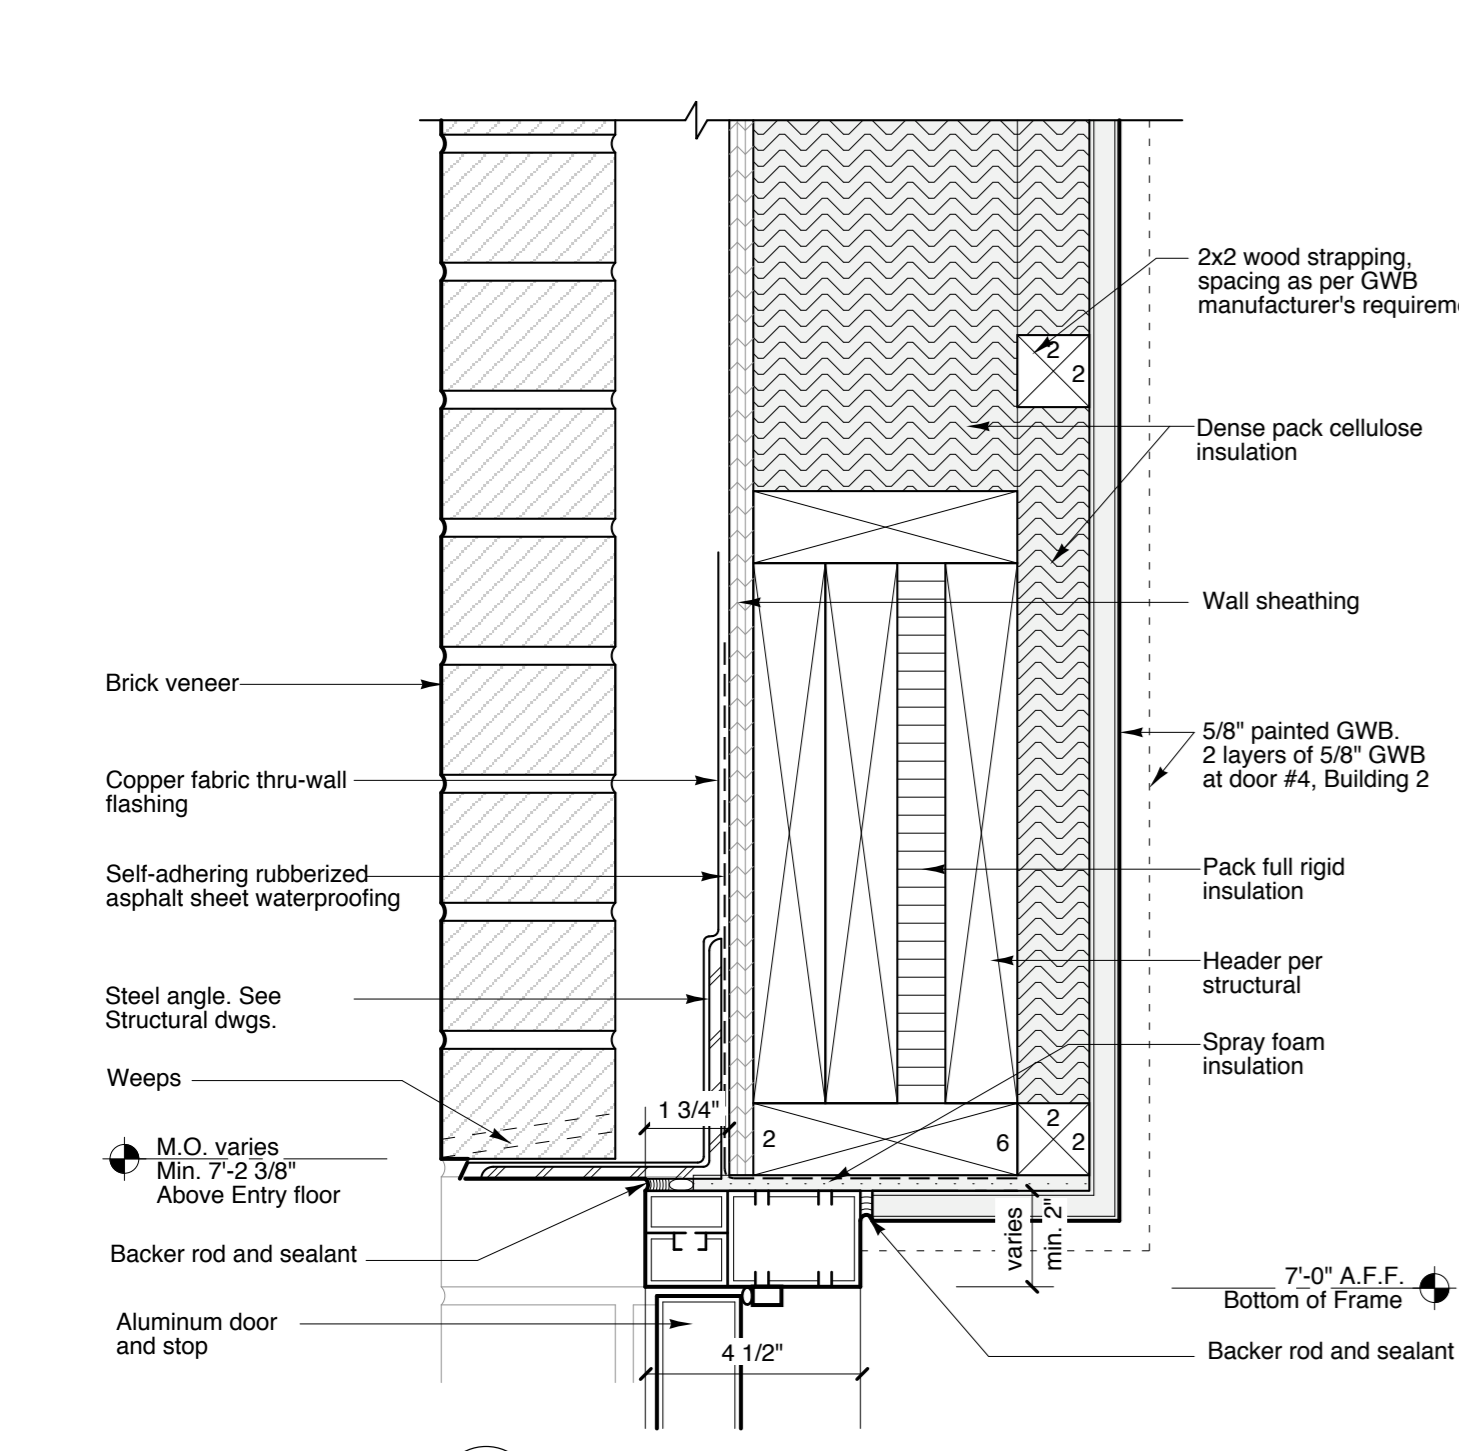 2x2 wood strapping,
spacing as per GWB
manufacturer's requirem
2
2
Dense pack cellulose
insulation
Wall sheathing
Brick veneer
5/8" painted GWB.
2 layers of 5/8" GWB
at door #4, Building 2
Copper fabric thru-wall
flashing
Self-adhering rubberized
asphalt sheet waterproofing
Pack full rigid
insulation
Header per
structural
Steel angle. See
Structural dwgs.
Spray foam
insulation
Weeps
1 3/4"
2
6
2
2
M.O. varies
Min. 7'-2 3/8"
Above Entry floor
varies
min. 2"
Backer rod and sealant
7'-0" A.F.F.
Bottom of Frame
Aluminum door
and stop
4 1/2"
Backer rod and sealant